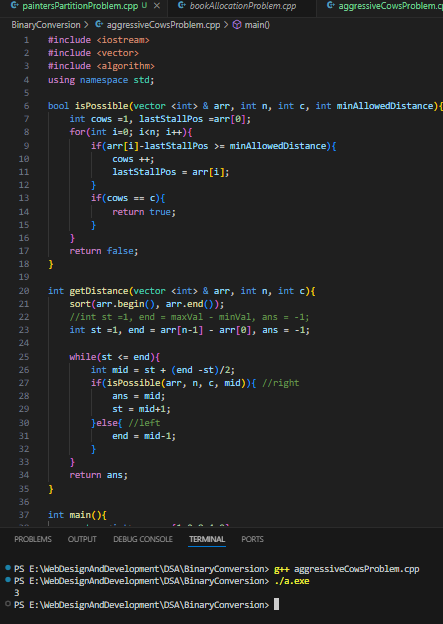 paintersPartitionProblem.cpp U bookAllocationProblem.cpp aggressiveCowsProblem.cpp
BinaryConversion > aggressiveCowsProblem.cpp > main()
1 #include <iostream>
2 #include <vector>
3 #include <algorithm>
4 using namespace std;
5
6 bool isPossible(vector <int> & arr, int n, int c, int minAllowedDistance){
7 int cows =1, lastStallPos =arr[0];
8 for(int i=0; i<n; i++){
9 if(arr[i]-lastStallPos >= minAllowedDistance){
10 cows ++;
11 lastStallPos = arr[i];
12 }
13 if(cows == c){
14 return true;
15 }
16 }
17 return false;
18 }
19
20 int getDistance(vector <int> & arr, int n, int c){
21 sort(arr.begin(), arr.end());
22 //int st =1, end = maxVal - minVal, ans = -1;
23 int st =1, end = arr[n-1] - arr[0], ans = -1;
24
25 while(st <= end){
26 int mid = st + (end -st)/2;
27 if(isPossible(arr, n, c, mid)){ //right
28 ans = mid;
29 st = mid+1;
30 }else{ //left
31 end = mid-1;
32 }
33 }
34 return ans;
35 }
36
37 int main(){
PROBLEMS OUTPUT DEBUG CONSOLE TERMINAL PORTS
PS E:\WebDesignAndDevelopment\DSA\BinaryConversion> g++ aggressiveCowsProblem.cpp
PS E:\WebDesignAndDevelopment\DSA\BinaryConversion> ./a.exe
3
PS E:\WebDesignAndDevelopment\DSA\BinaryConversion>